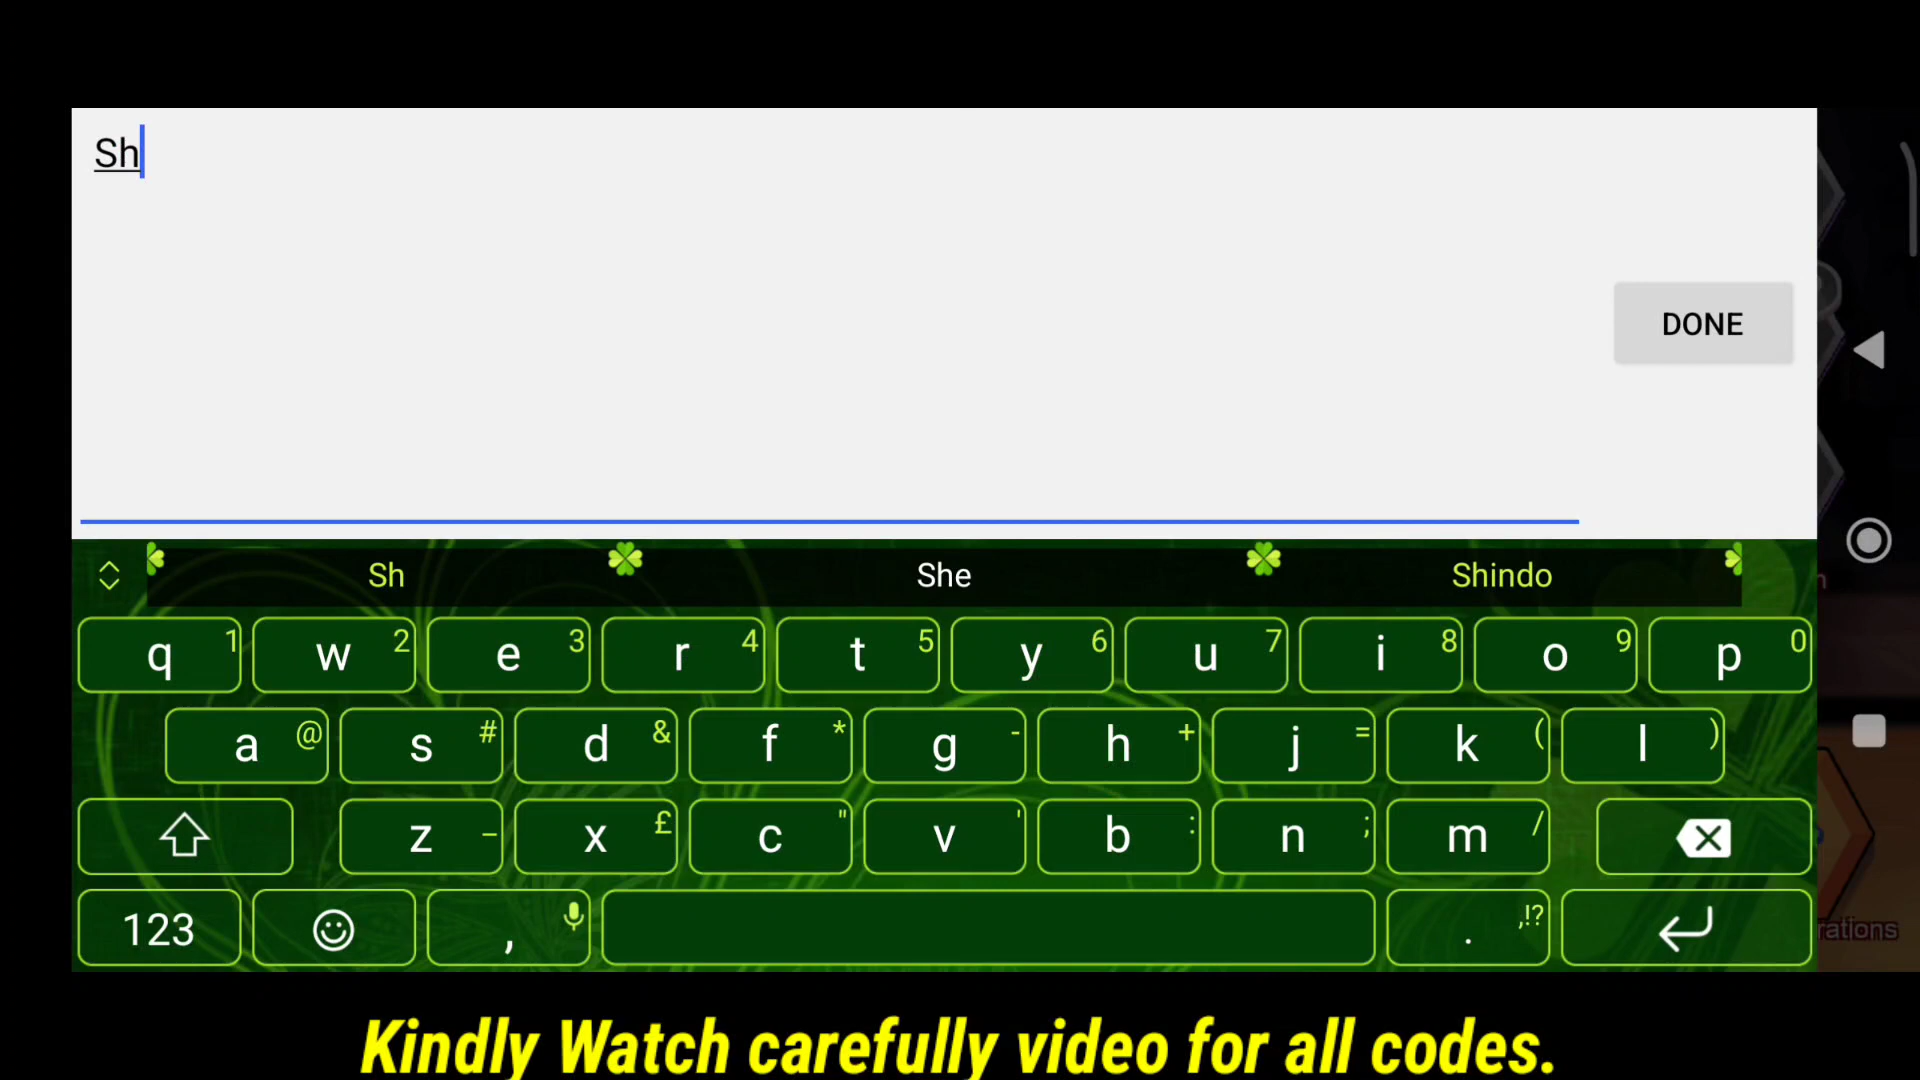 Sh
DONE
Sh She Shindo
q 1 w 2 e 3 r 4 t 5 y 6 u 7 i 8 o 9 p 0
a @ s # d & f * g - h + j = k ( l )
z _ x £ c " v ' b : n ; m /
123 , . ,!?
rations
Kindly Watch carefully video for all codes.